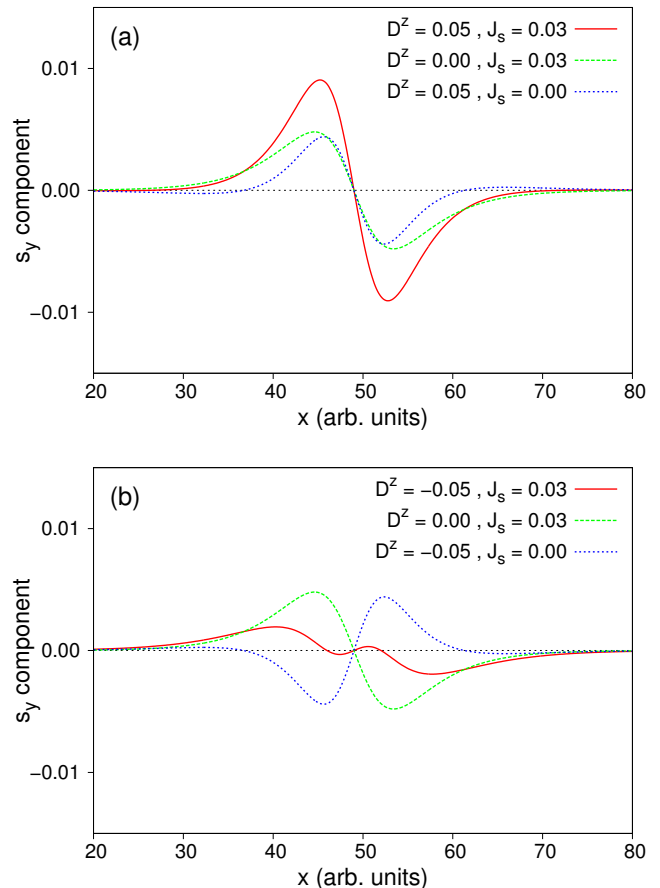 (a)
D^z = 0.05 , J_s = 0.03
D^z = 0.00 , J_s = 0.03
D^z = 0.05 , J_s = 0.00
0.01
0.00
−0.01
s_y component
20 30 40 50 60 70 80
x (arb. units)
(b)
D^z = −0.05 , J_s = 0.03
D^z = 0.00 , J_s = 0.03
D^z = −0.05 , J_s = 0.00
0.01
0.00
−0.01
s_y component
20 30 40 50 60 70 80
x (arb. units)